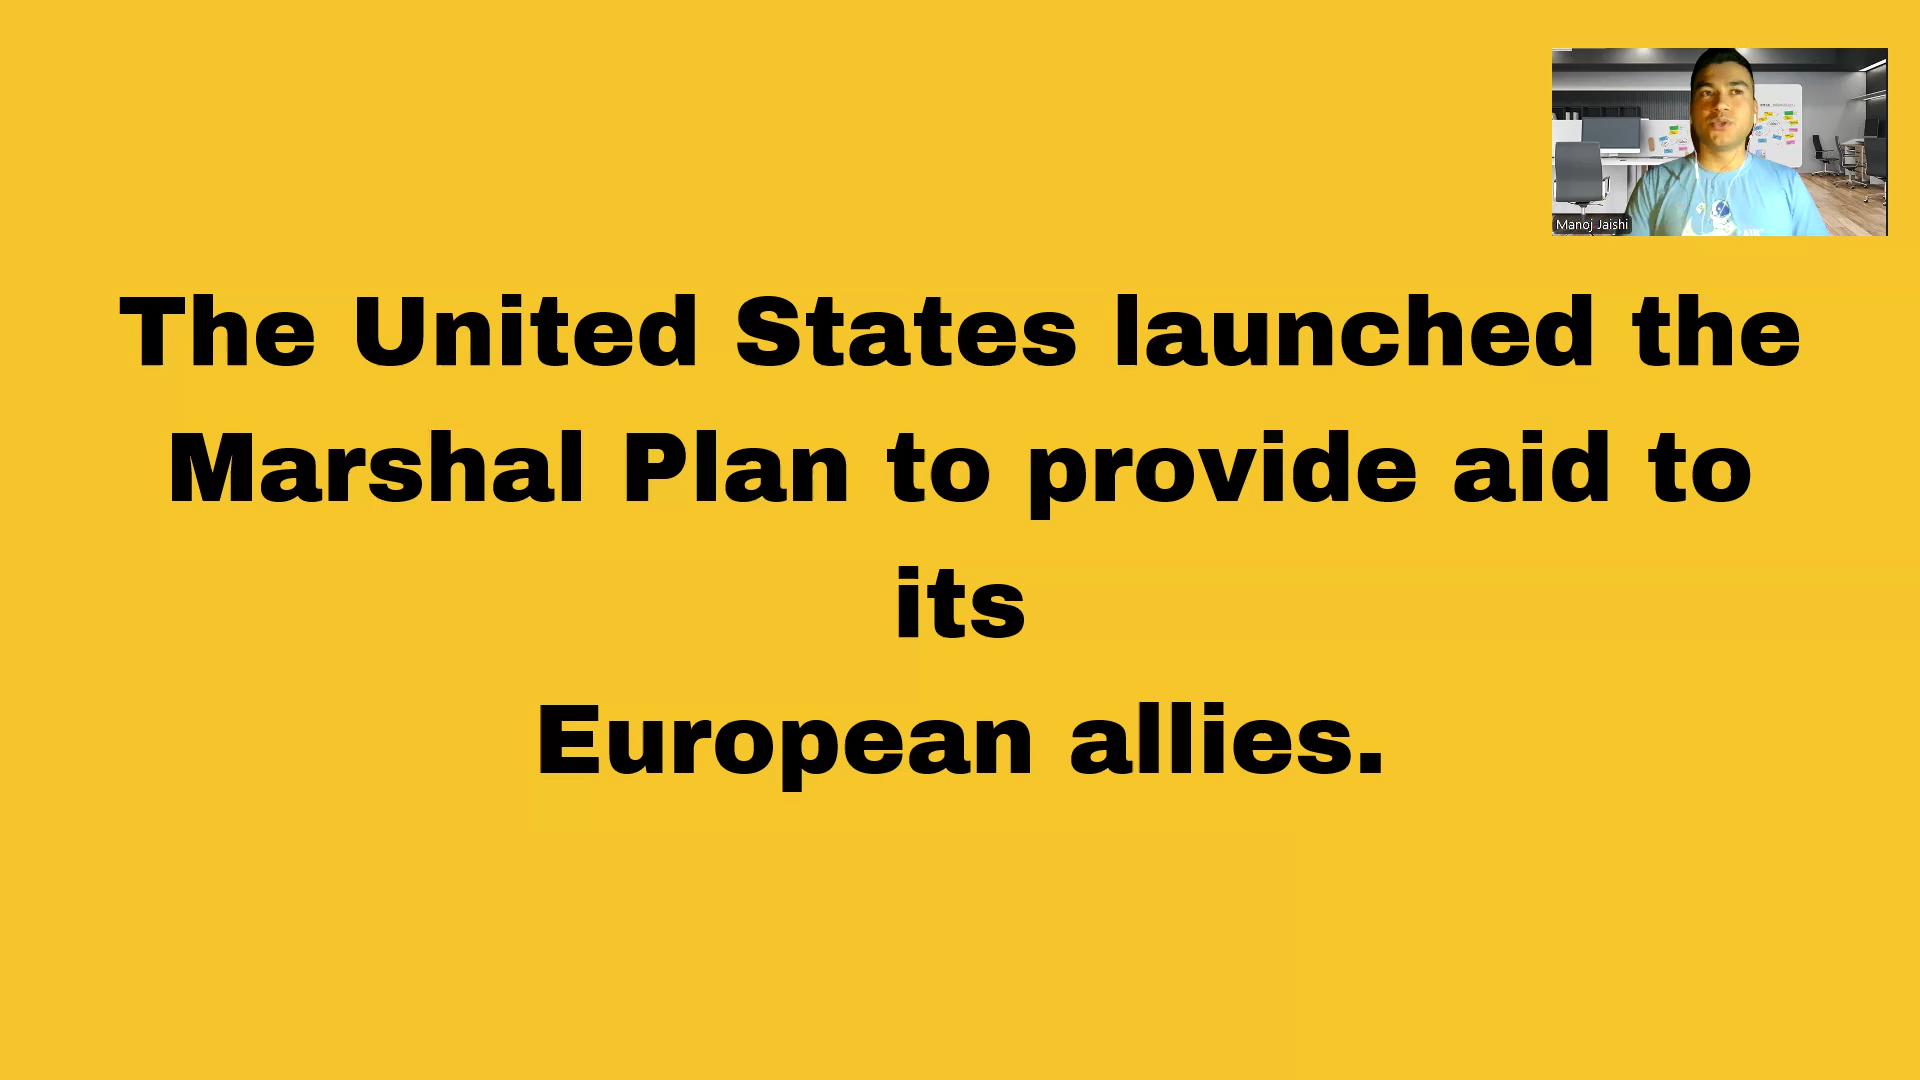 Manoj Jaishi
The United States launched the
Marshal Plan to provide aid to
its
European allies.